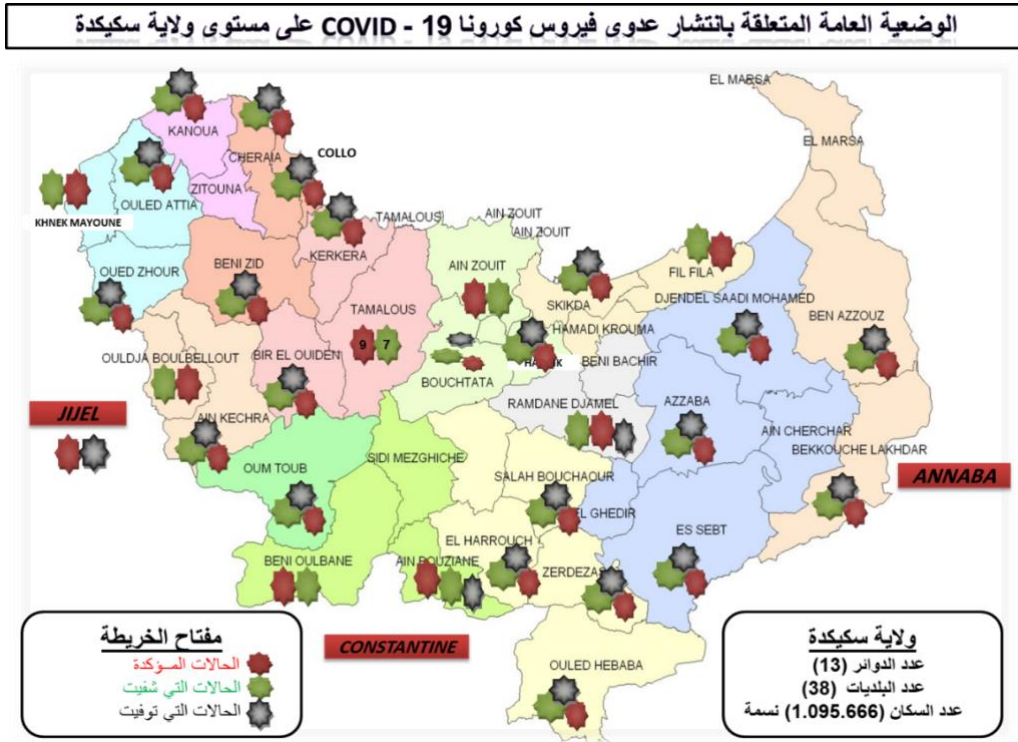 الوضعية العامة المتعلقة بانتشار عدوى فيروس كورونا COVID - 19 على مستوى ولاية سكيكدة
EL MARSA
EL MARSA
KANOUA
CHERAIA
COLLO
ZITOUNA
OULED ATTIA
KHNEK MAYOUNE
TAMALOUS
AIN ZOUIT
AIN ZOUIT
KERKERA
OUED ZHOUR
BENI ZID
AIN ZOUIT
FIL FILA
SKIKDA
DJENDEL SAADI MOHAMED
TAMALOUS
BEN AZZOUZ
HAMADI KROUMA
9 7
OULDJA BOULBELLOUT
BIR EL OUIDEN
BENI BACHIR
BOUCHTATA
JIJEL
RAMDANE DJAMEL
AZZABA
AIN KECHRA
AIN CHERCHAR
BEKKOUCHE LAKHDAR
OUM TOUB
SIDI MEZGHICHE
SALAH BOUCHAOUR
ANNABA
EL GHEDIR
ES SEBT
EL HARROUCH
BENI OULBANE
AIN BOUZIANE
ZERDEZAS
CONSTANTINE
OULED HEBABA
مفتاح الخريطة
الحالات المـؤكدة
الحالات التي شفيت
الحالات التي توفيت
ولاية سكيكدة
عدد الدوائر (13)
عدد البلديات (38)
عدد السكان (1.095.666) نسمة